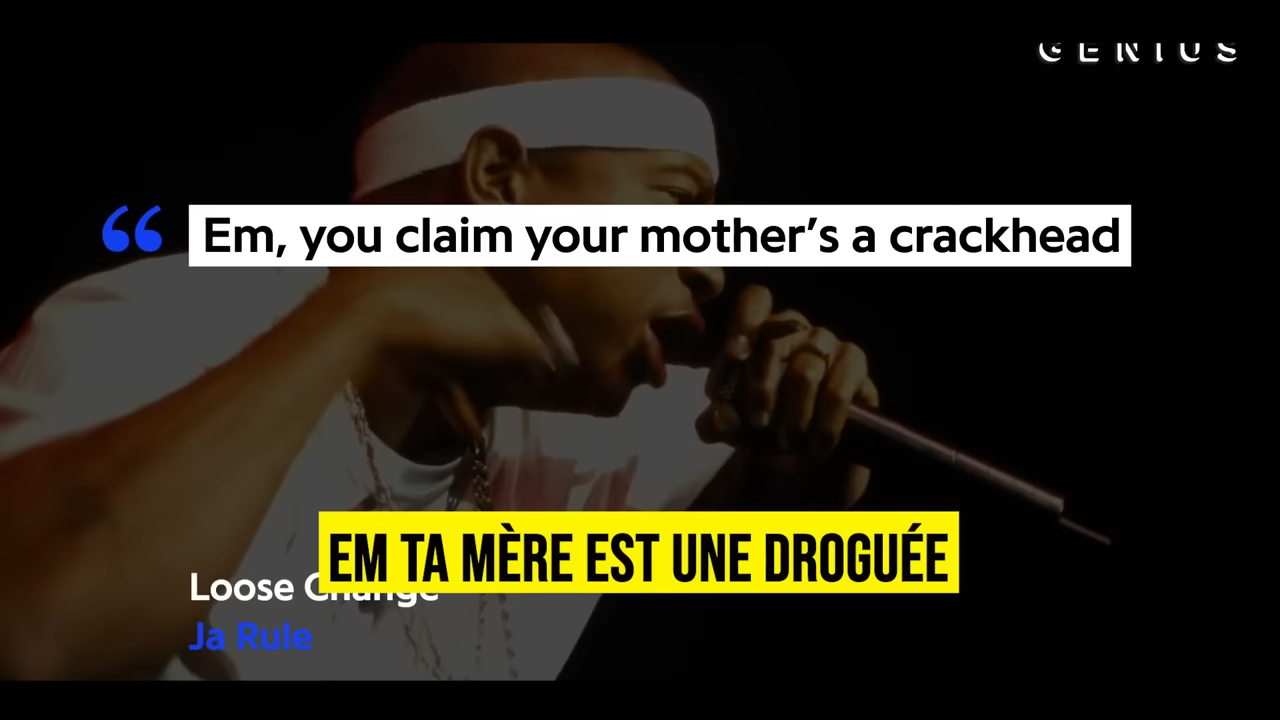 GENIUS
“ Em, you claim your mother’s a crackhead
EM TA MÈRE EST UNE DROGUÉE
Loose Change
Ja Rule